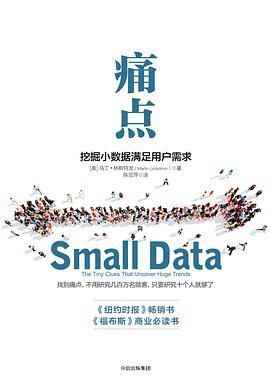 痛
点
挖掘小数据满足用户需求
[美] 马丁·林斯特龙 (Martin Lindstrom) 著
陈亚萍 译
Small Data
The Tiny Clues That Uncover Huge Trends
找到痛点，不用研究几百万名顾客，只要研究十个人就够了
《纽约时报》畅销书
《福布斯》商业必读书
中信出版集团